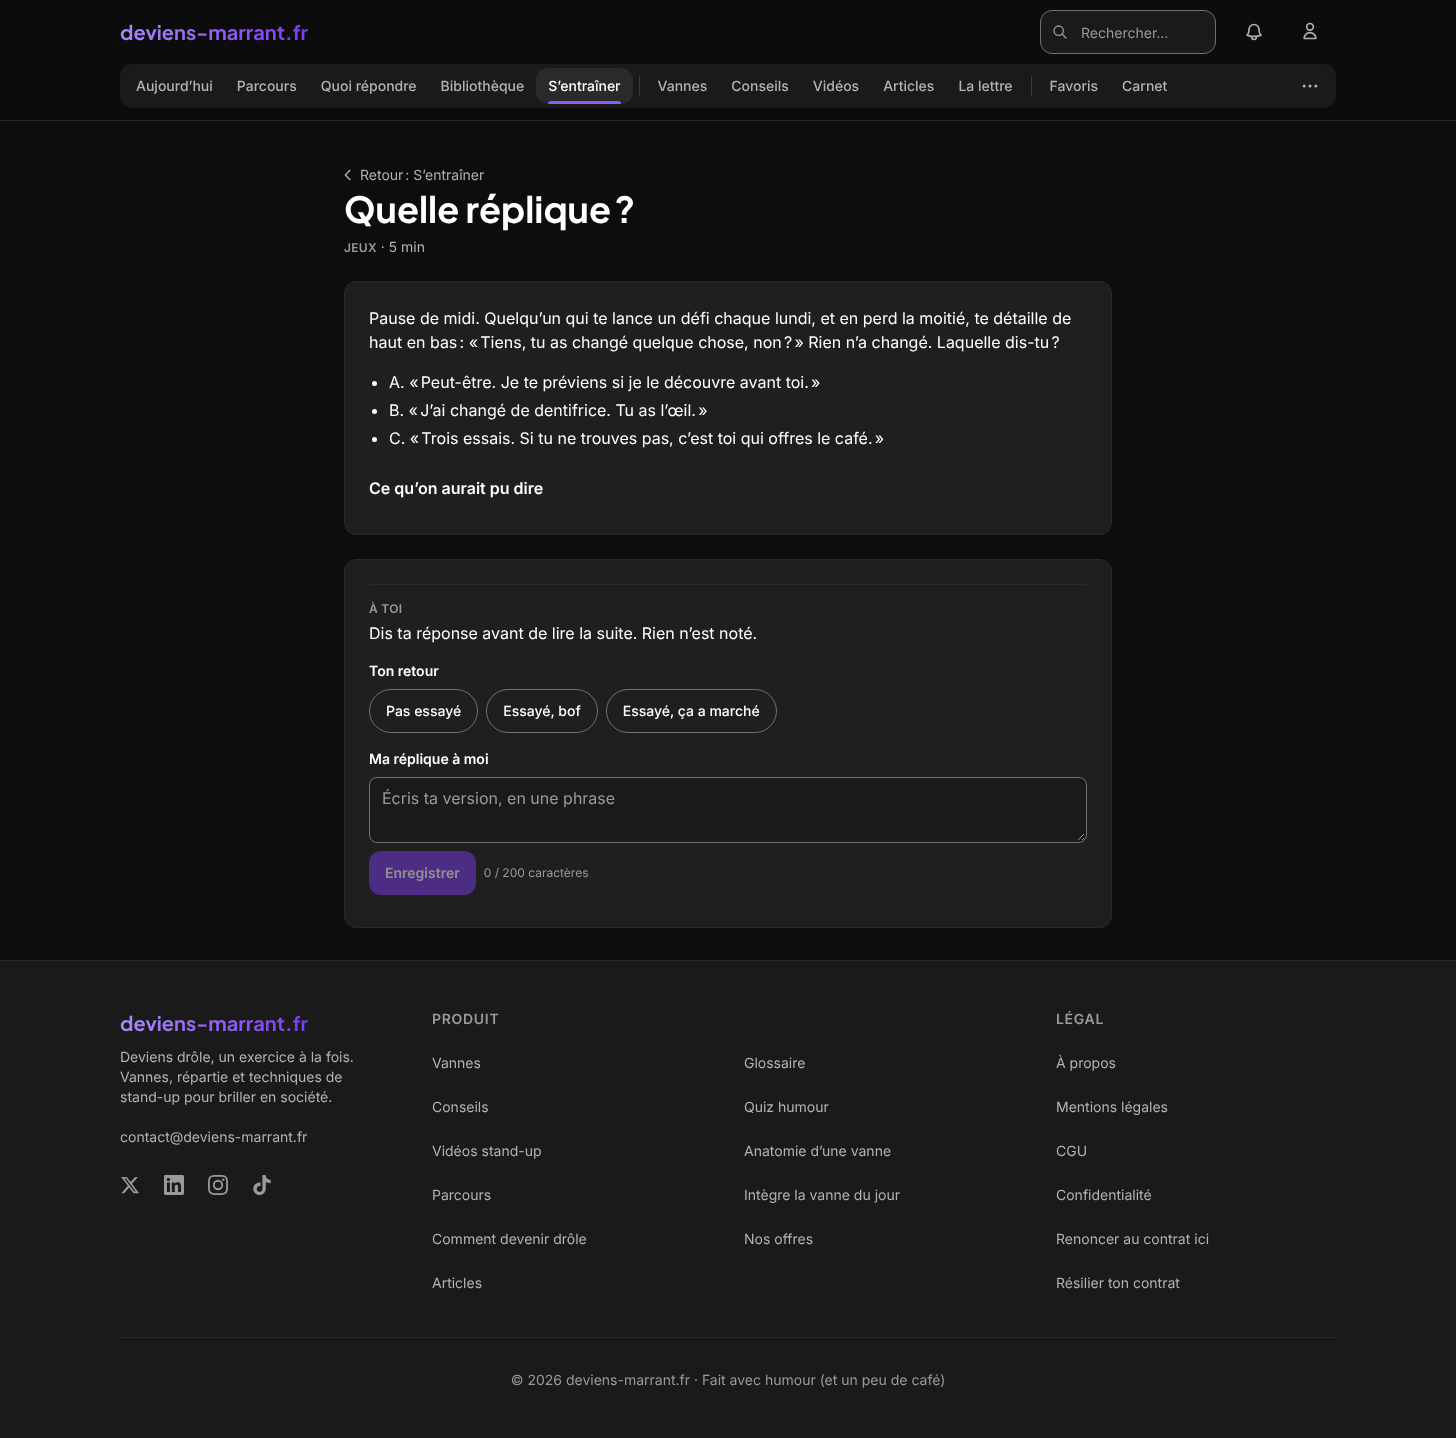 deviens-marrant.fr
Rechercher...
Aujourd’hui Parcours Quoi répondre Bibliothèque S’entraîner Vannes Conseils Vidéos Articles La lettre Favoris Carnet
Retour : S’entraîner
Quelle réplique ?
JEUX · 5 min
Pause de midi. Quelqu’un qui te lance un défi chaque lundi, et en perd la moitié, te détaille de
haut en bas : « Tiens, tu as changé quelque chose, non ? » Rien n’a changé. Laquelle dis-tu ?
• A. « Peut-être. Je te préviens si je le découvre avant toi. »
• B. « J’ai changé de dentifrice. Tu as l’œil. »
• C. « Trois essais. Si tu ne trouves pas, c’est toi qui offres le café. »
Ce qu’on aurait pu dire
À TOI
Dis ta réponse avant de lire la suite. Rien n’est noté.
Ton retour
Pas essayé Essayé, bof Essayé, ça a marché
Ma réplique à moi
Écris ta version, en une phrase
Enregistrer 0 / 200 caractères
deviens-marrant.fr
Deviens drôle, un exercice à la fois.
Vannes, répartie et techniques de
stand-up pour briller en société.
contact@deviens-marrant.fr
PRODUIT
Vannes
Conseils
Vidéos stand-up
Parcours
Comment devenir drôle
Articles
Glossaire
Quiz humour
Anatomie d’une vanne
Intègre la vanne du jour
Nos offres
LÉGAL
À propos
Mentions légales
CGU
Confidentialité
Renoncer au contrat ici
Résilier ton contrat
© 2026 deviens-marrant.fr · Fait avec humour (et un peu de café)